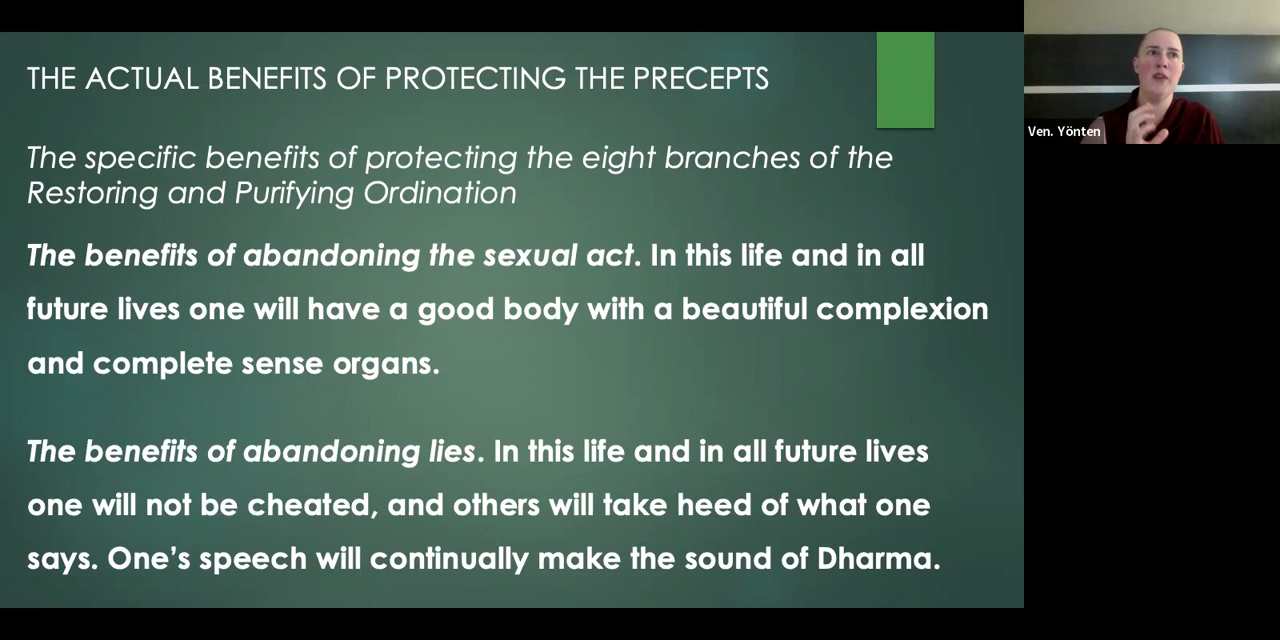 THE ACTUAL BENEFITS OF PROTECTING THE PRECEPTS
The specific benefits of protecting the eight branches of the
Restoring and Purifying Ordination
The benefits of abandoning the sexual act. In this life and in all
future lives one will have a good body with a beautiful complexion
and complete sense organs.
The benefits of abandoning lies. In this life and in all future lives
one will not be cheated, and others will take heed of what one
says. One’s speech will continually make the sound of Dharma.
Ven. Yönten